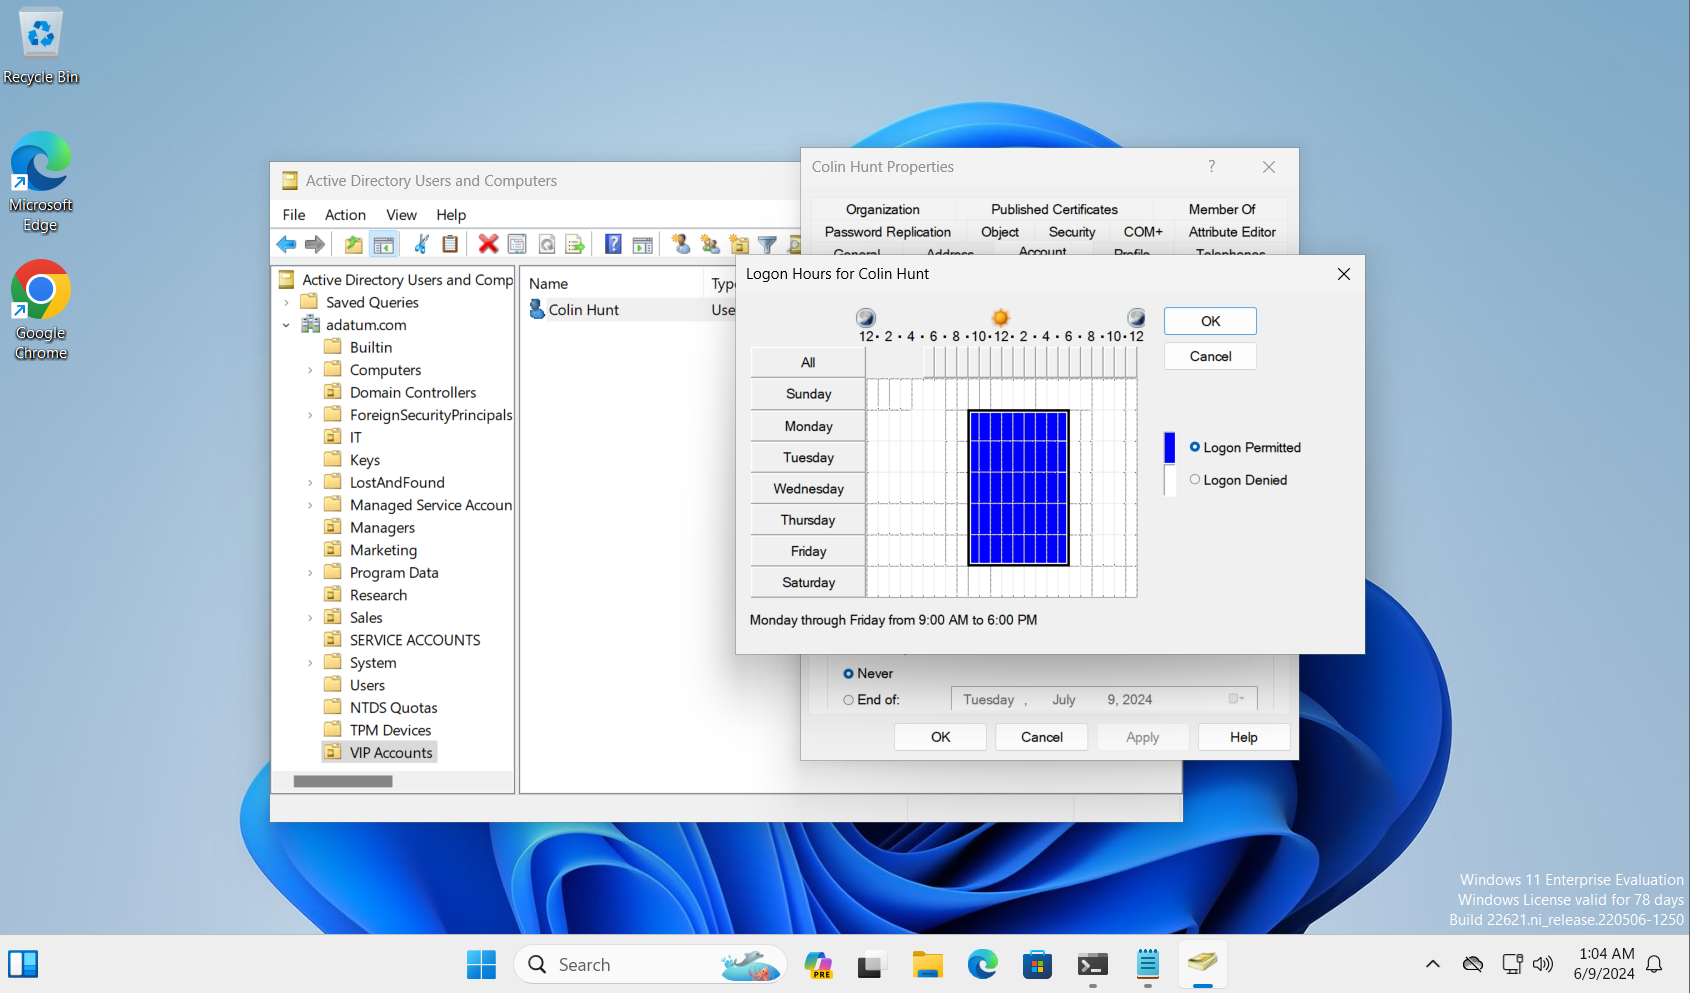 Recycle Bin
Microsoft
Edge
Google
Chrome
Active Directory Users and Computers
File Action View Help
Active Directory Users and Comp
Saved Queries
adatum.com
Builtin
Computers
Domain Controllers
ForeignSecurityPrincipals
IT
Keys
LostAndFound
Managed Service Accoun
Managers
Marketing
Program Data
Research
Sales
SERVICE ACCOUNTS
System
Users
NTDS Quotas
TPM Devices
VIP Accounts
Name Type
Colin Hunt Use
Colin Hunt Properties
Organization Published Certificates Member Of
Password Replication Object Security COM+ Attribute Editor
General Address Account Profile Telephones
Logon Hours for Colin Hunt
12 · 2 · 4 · 6 · 8 · 10 · 12 · 2 · 4 · 6 · 8 · 10 · 12
All
Sunday
Monday
Tuesday
Wednesday
Thursday
Friday
Saturday
OK
Cancel
Logon Permitted
Logon Denied
Monday through Friday from 9:00 AM to 6:00 PM
Never
End of: Tuesday , July 9, 2024
OK Cancel Apply Help
Windows 11 Enterprise Evaluation
Windows License valid for 78 days
Build 22621.ni_release.220506-1250
Search
PRE
1:04 AM
6/9/2024